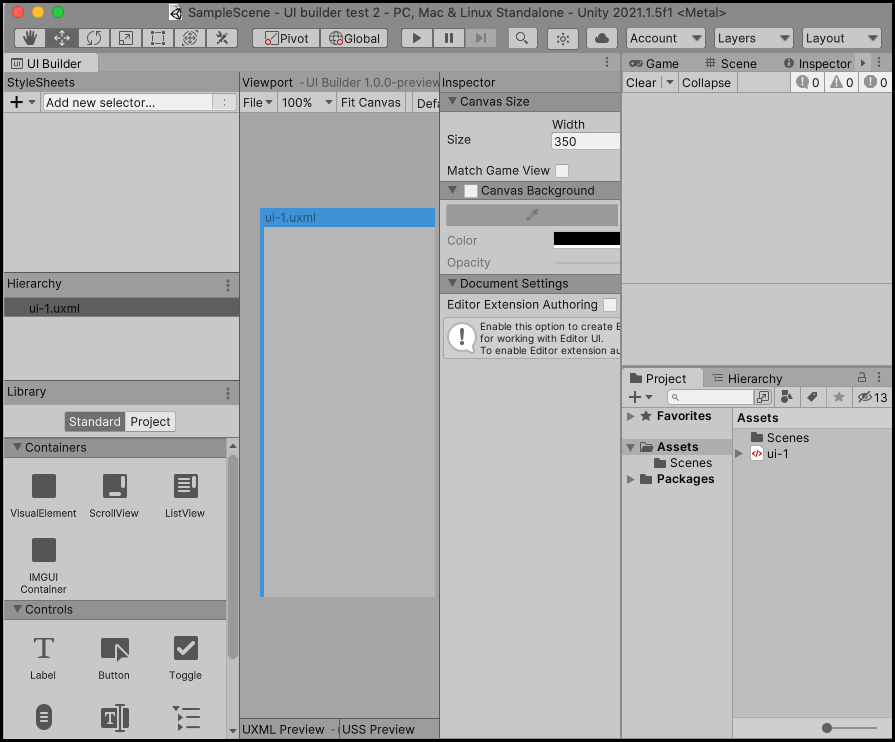 SampleScene - UI builder test 2 - PC, Mac & Linux Standalone - Unity 2021.1.5f1 <Metal>
Pivot Global Account Layers Layout
UI Builder
StyleSheets
Add new selector...
Hierarchy
ui-1.uxml
Library
Standard Project
Containers
VisualElement ScrollView ListView
IMGUI
Container
Controls
Label Button Toggle
Viewport - UI Builder 1.0.0-preview
File 100% Fit Canvas Defa
ui-1.uxml
UXML Preview - USS Preview
Inspector
Canvas Size
Width
Size 350
Match Game View
Canvas Background
Color
Opacity
Document Settings
Editor Extension Authoring
Enable this option to create E
for working with Editor UI.
To enable Editor extension au
Game Scene Inspector
Clear Collapse 0 0 0
Project Hierarchy
13
Favorites
Assets
Scenes
Packages
Assets
Scenes
ui-1